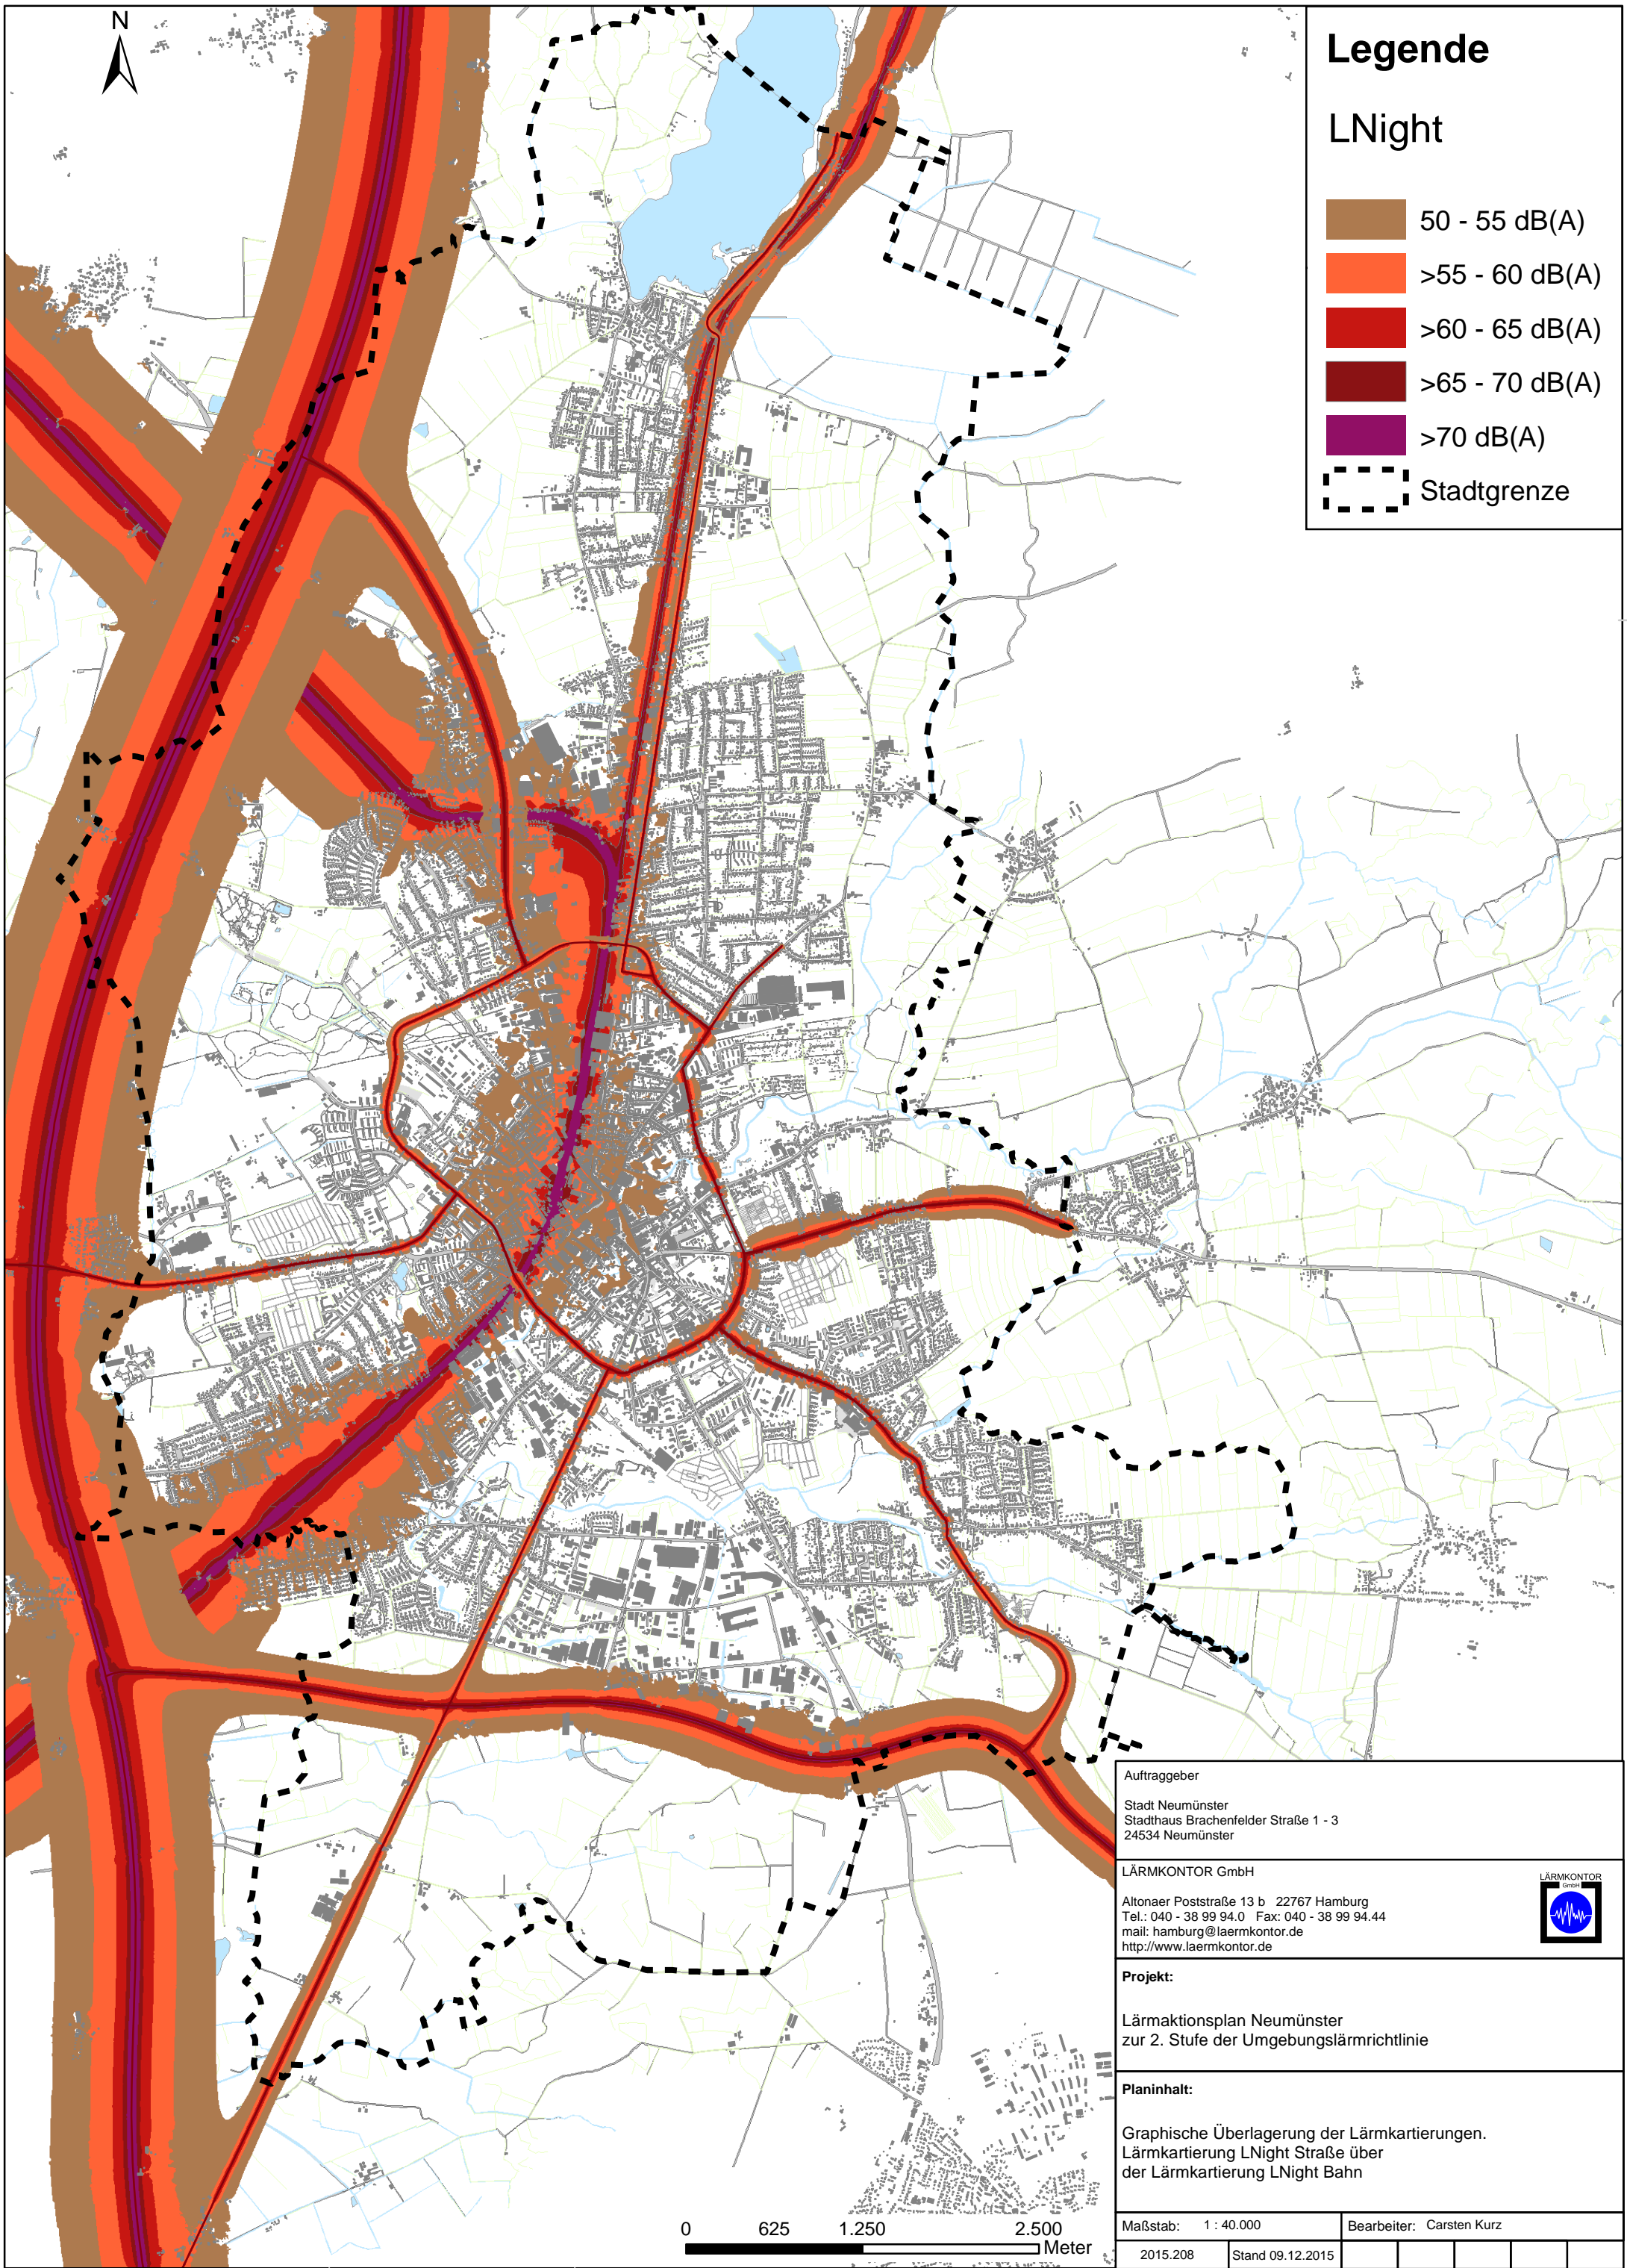 N
Legende
LNight
50 - 55 dB(A)
>55 - 60 dB(A)
>60 - 65 dB(A)
>65 - 70 dB(A)
>70 dB(A)
Stadtgrenze
0 625 1.250 2.500
Meter
Auftraggeber
Stadt Neumünster
Stadthaus Brachenfelder Straße 1 - 3
24534 Neumünster
LÄRMKONTOR GmbH
Altonaer Poststraße 13 b 22767 Hamburg
Tel.: 040 - 38 99 94.0 Fax: 040 - 38 99 94.44
mail: hamburg@laermkontor.de
http://www.laermkontor.de
LÄRMKONTOR
GmbH
Projekt:
Lärmaktionsplan Neumünster
zur 2. Stufe der Umgebungslärmrichtlinie
Planinhalt:
Graphische Überlagerung der Lärmkartierungen.
Lärmkartierung LNight Straße über
der Lärmkartierung LNight Bahn
Maßstab: 1 : 40.000
Bearbeiter: Carsten Kurz
2015.208
Stand 09.12.2015